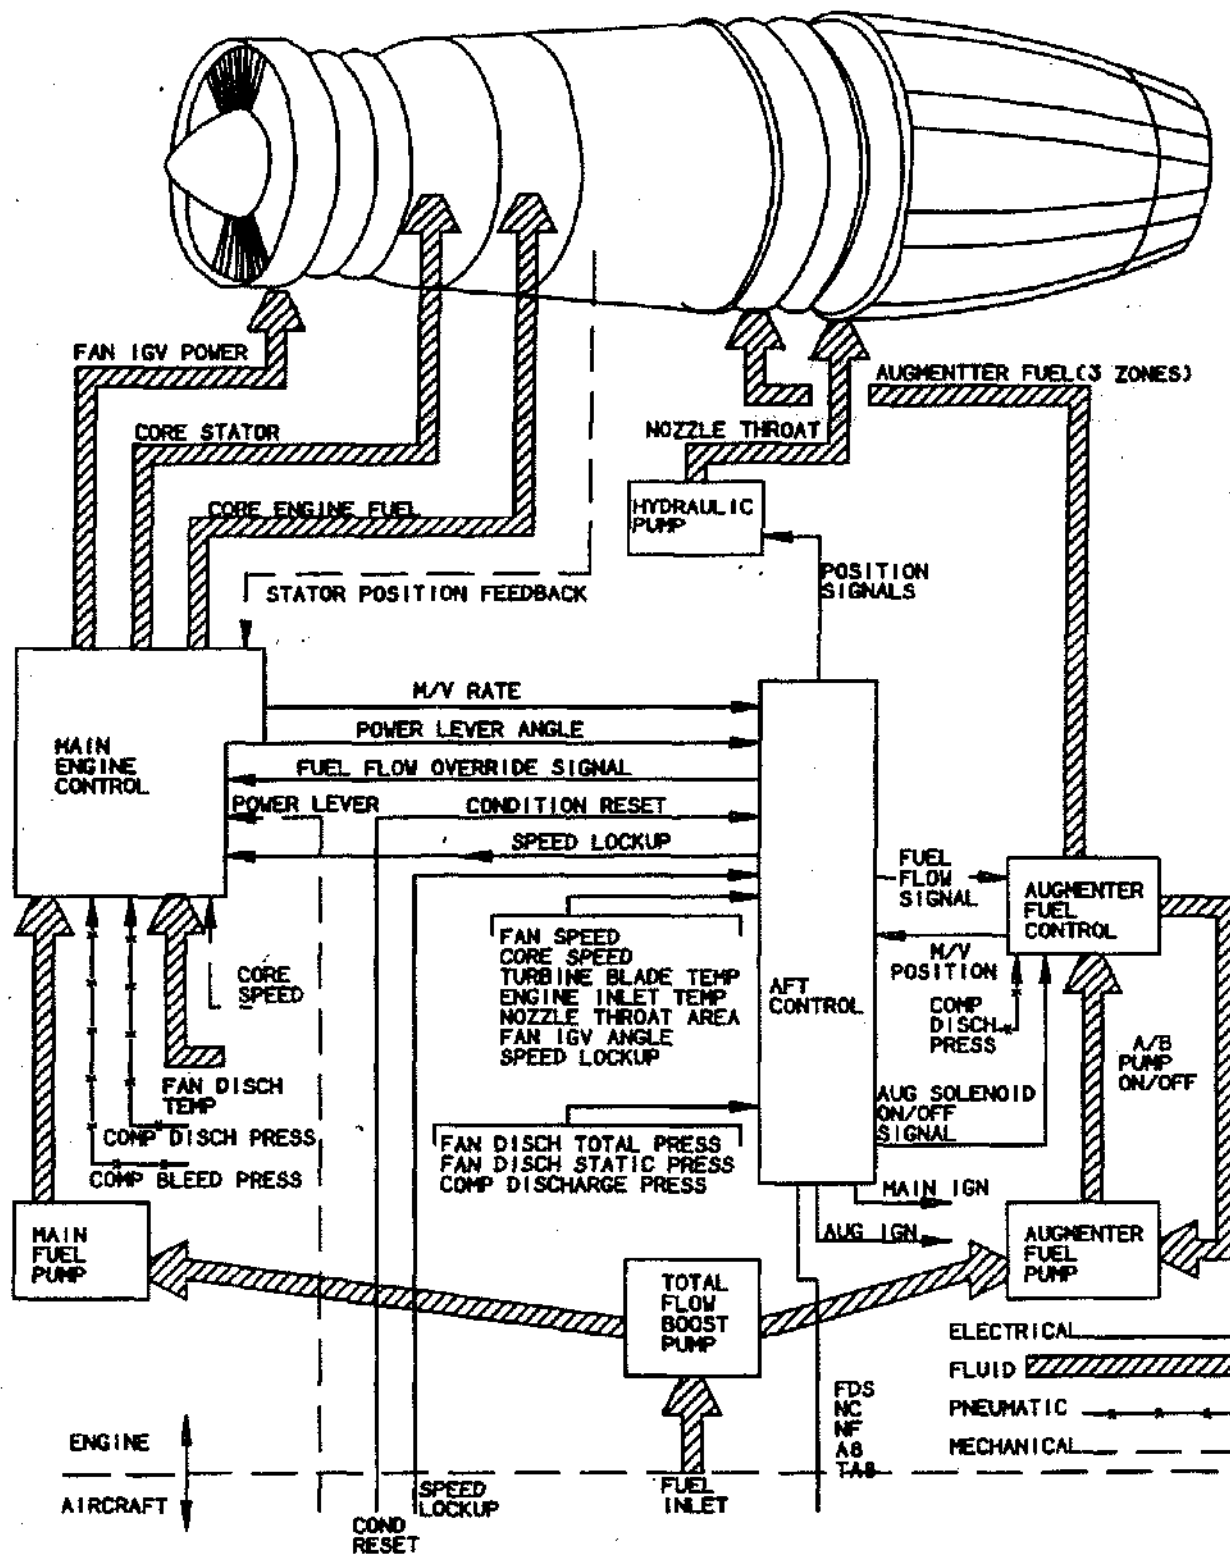 FAN IGV POWER
CORE STATOR
CORE ENGINE FUEL
STATOR POSITION FEEDBACK
AUGMENTTER FUEL(3 ZONES)
NOZZLE THROAT
HYDRAULIC
PUMP
POSITION
SIGNALS
MAIN
ENGINE
CONTROL
M/V RATE
POWER LEVER ANGLE
FUEL FLOW OVERRIDE SIGNAL
POWER LEVER
CONDITION RESET
SPEED LOCKUP
FAN SPEED
CORE SPEED
TURBINE BLADE TEMP
ENGINE INLET TEMP
NOZZLE THROAT AREA
FAN IGV ANGLE
SPEED LOCKUP
AFT
CONTROL
FUEL
FLOW
SIGNAL
AUGMENTER
FUEL
CONTROL
M/V
POSITION
COMP
DISCH
PRESS
A/B
PUMP
ON/OFF
AUG SOLENOID
ON/OFF
SIGNAL
CORE
SPEED
FAN DISCH
TEMP
COMP DISCH PRESS
COMP BLEED PRESS
FAN DISCH TOTAL PRESS
FAN DISCH STATIC PRESS
COMP DISCHARGE PRESS
MAIN IGN
AUG IGN
MAIN
FUEL
PUMP
TOTAL
FLOW
BOOST
PUMP
AUGMENTER
FUEL
PUMP
ELECTRICAL
FLUID
PNEUMATIC
MECHANICAL
FDS
NC
NF
A8
TA8
ENGINE
AIRCRAFT
COND
RESET
SPEED
LOCKUP
FUEL
INLET